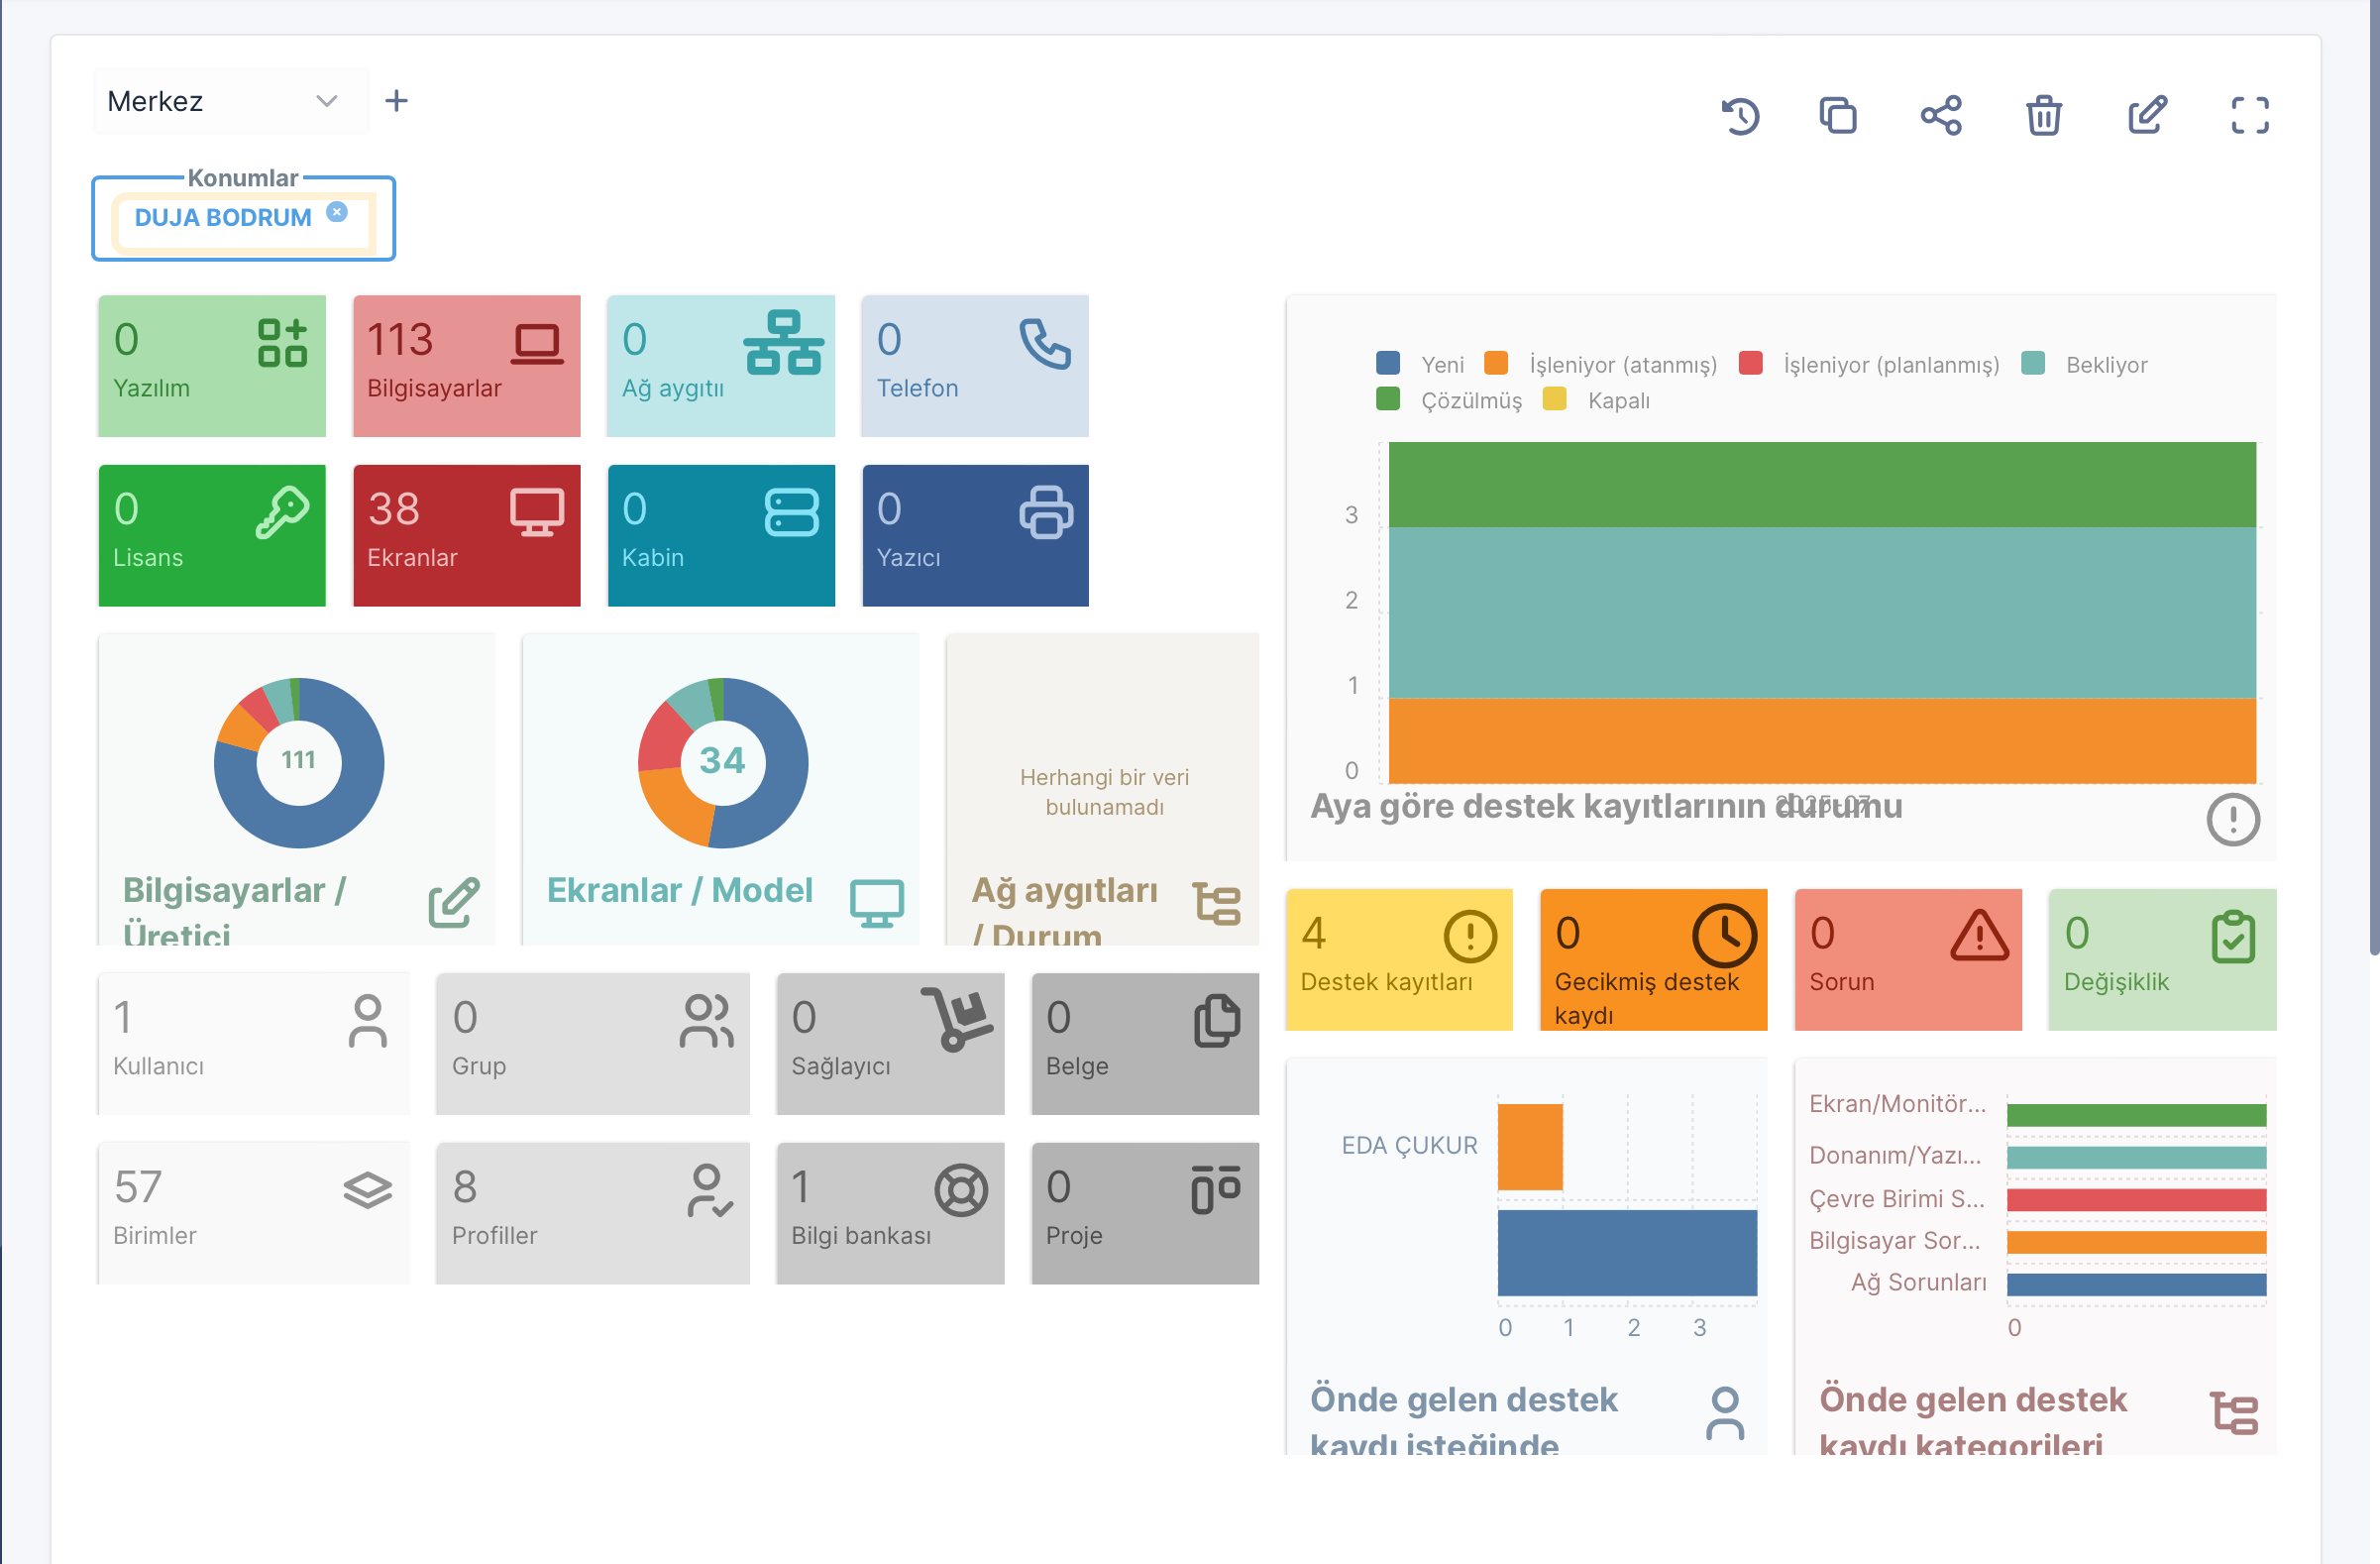 Merkez
Konumlar
DUJA BODRUM
0
Yazılım
113
Bilgisayarlar
0
Ağ aygıtıı
0
Telefon
0
Lisans
38
Ekranlar
0
Kabin
0
Yazıcı
111
Bilgisayarlar /
Üretici
34
Ekranlar / Model
Herhangi bir veri
bulunamadı
Ağ aygıtları
/ Durum
1
Kullanıcı
0
Grup
0
Sağlayıcı
0
Belge
57
Birimler
8
Profiller
1
Bilgi bankası
0
Proje
Yeni İşleniyor (atanmış) İşleniyor (planlanmış) Bekliyor
Çözülmüş Kapalı
3
2
1
0
2025-07
Aya göre destek kayıtlarının durumu
4
Destek kayıtları
0
Gecikmiş destek
kaydı
0
Sorun
0
Değişiklik
EDA ÇUKUR
0 1 2 3
Önde gelen destek
kaydı isteğinde
Ekran/Monitör...
Donanım/Yazı...
Çevre Birimi S...
Bilgisayar Sor...
Ağ Sorunları
0
Önde gelen destek
kaydı kategorileri